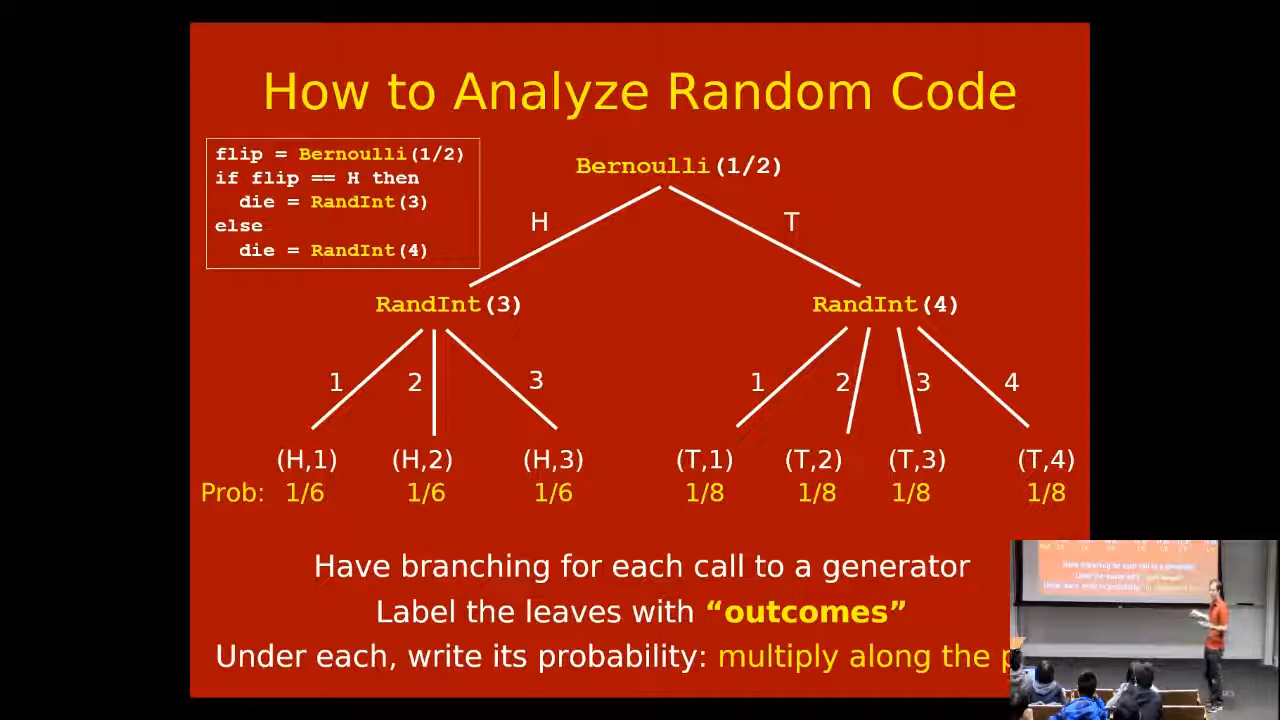 How to Analyze Random Code
flip = Bernoulli(1/2)
if flip == H then
die = RandInt(3)
else
die = RandInt(4)
Bernoulli(1/2)
H
T
RandInt(3)
RandInt(4)
1 2 3 1 2 3 4
(H,1) (H,2) (H,3) (T,1) (T,2) (T,3) (T,4)
Prob: 1/6 1/6 1/6 1/8 1/8 1/8 1/8
Have branching for each call to a generator
Label the leaves with “outcomes”
Under each, write its probability: multiply along the